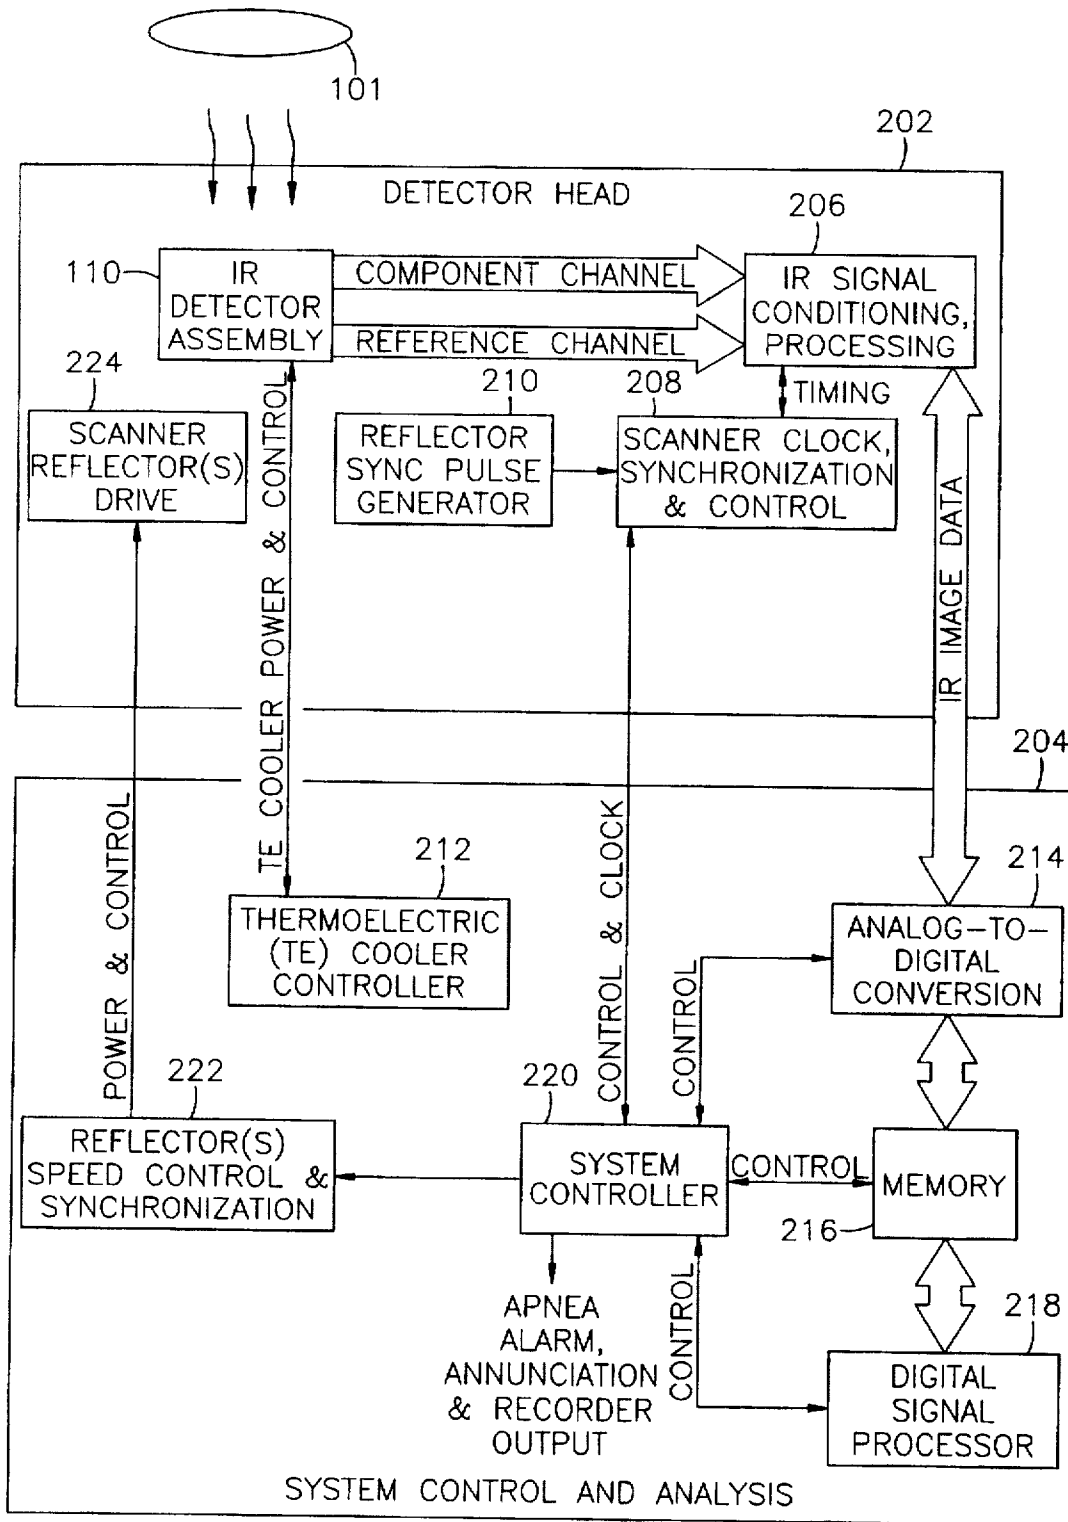 101
202
DETECTOR HEAD
206
110
IR
DETECTOR
ASSEMBLY
COMPONENT CHANNEL
REFERENCE CHANNEL
IR SIGNAL
CONDITIONING,
PROCESSING
224
SCANNER
REFLECTOR(S)
DRIVE
210
REFLECTOR
SYNC PULSE
GENERATOR
208
TIMING
SCANNER CLOCK,
SYNCHRONIZATION
& CONTROL
TE COOLER POWER & CONTROL
IR IMAGE DATA
204
POWER & CONTROL
212
THERMOELECTRIC
(TE) COOLER
CONTROLLER
CONTROL & CLOCK
CONTROL
214
ANALOG-TO-
DIGITAL
CONVERSION
222
REFLECTOR(S)
SPEED CONTROL &
SYNCHRONIZATION
220
SYSTEM
CONTROLLER
CONTROL
MEMORY
216
APNEA
ALARM,
ANNUNCIATION
& RECORDER
OUTPUT
CONTROL
218
DIGITAL
SIGNAL
PROCESSOR
SYSTEM CONTROL AND ANALYSIS